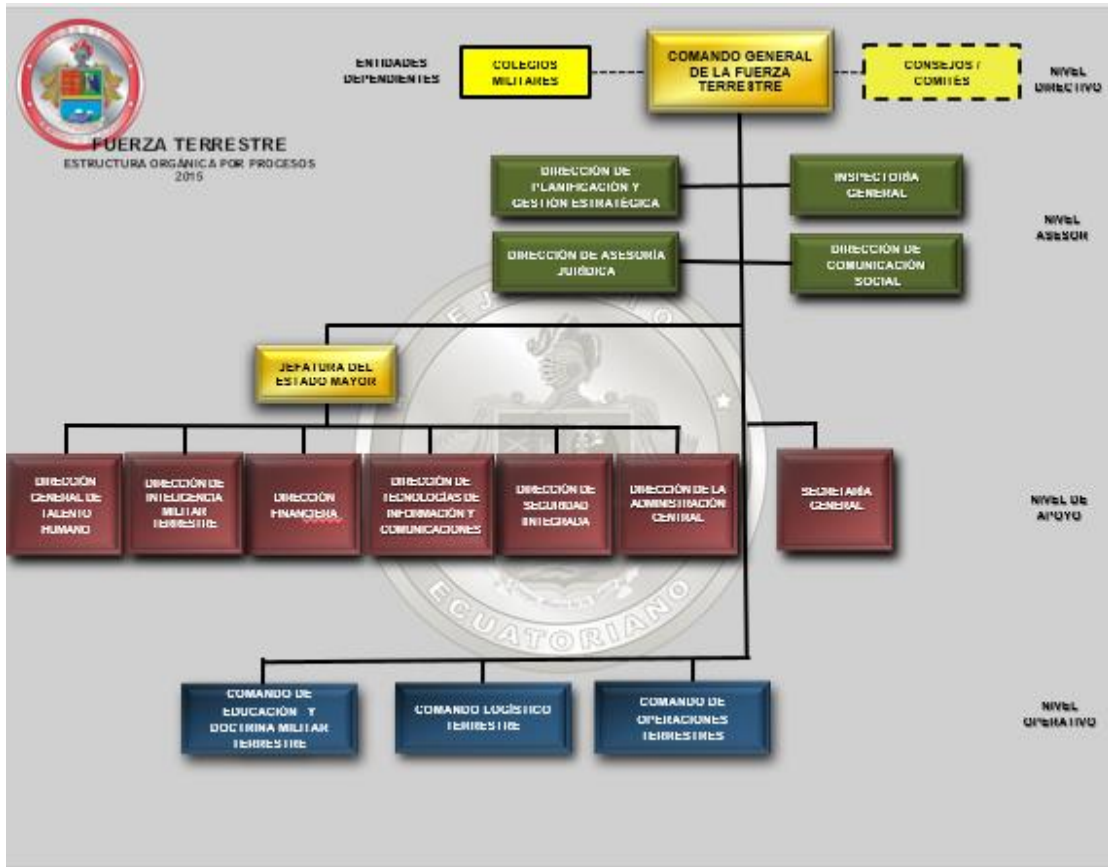 ENTIDADES
DEPENDIENTES
COLEGIOS
MILITARES
COMANDO GENERAL
DE LA FUERZA
TERRESTRE
CONSEJOS /
COMITÉS
NIVEL
DIRECTIVO
FUERZA TERRESTRE
ESTRUCTURA ORGÁNICA POR PROCESOS
2015
DIRECCIÓN DE
PLANIFICACIÓN Y
GESTIÓN ESTRATÉGICA
INSPECTORÍA
GENERAL
NIVEL
ASESOR
DIRECCIÓN DE ASESORÍA
JURÍDICA
DIRECCIÓN DE
COMUNICACIÓN
SOCIAL
EJERCITO
JEFATURA DEL
ESTADO MAYOR
DIRECCIÓN
GENERAL DE
TALENTO
HUMANO
DIRECCIÓN DE
INTELIGENCIA
MILITAR
TERRESTRE
DIRECCIÓN
FINANCIERA
DIRECCIÓN DE
TECNOLOGÍAS DE
INFORMACIÓN Y
COMUNICACIONES
DIRECCIÓN DE
SEGURIDAD
INTEGRADA
DIRECCIÓN DE LA
ADMINISTRACIÓN
CENTRAL
SECRETARÍA
GENERAL
NIVEL DE
APOYO
ECUATORIANO
COMANDO DE
EDUCACIÓN Y
DOCTRINA MILITAR
TERRESTRE
COMANDO LOGÍSTICO
TERRESTRE
COMANDO DE
OPERACIONES
TERRESTRES
NIVEL
OPERATIVO